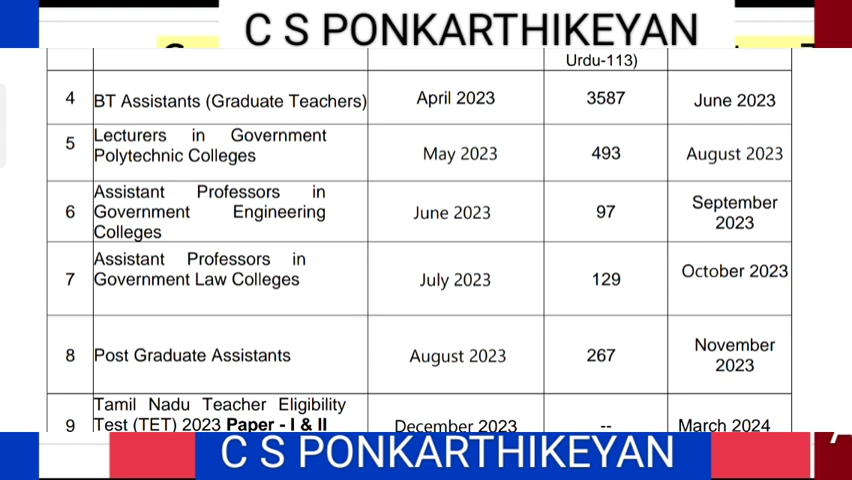 C S PONKARTHIKEYAN
Urdu-113)
4 BT Assistants (Graduate Teachers) April 2023 3587 June 2023
5 Lecturers in Government Polytechnic Colleges May 2023 493 August 2023
6 Assistant Professors in Government Engineering Colleges June 2023 97 September 2023
7 Assistant Professors in Government Law Colleges July 2023 129 October 2023
8 Post Graduate Assistants August 2023 267 November 2023
9 Tamil Nadu Teacher Eligibility Test (TET) 2023 Paper - I & II December 2023 -- March 2024
C S PONKARTHIKEYAN